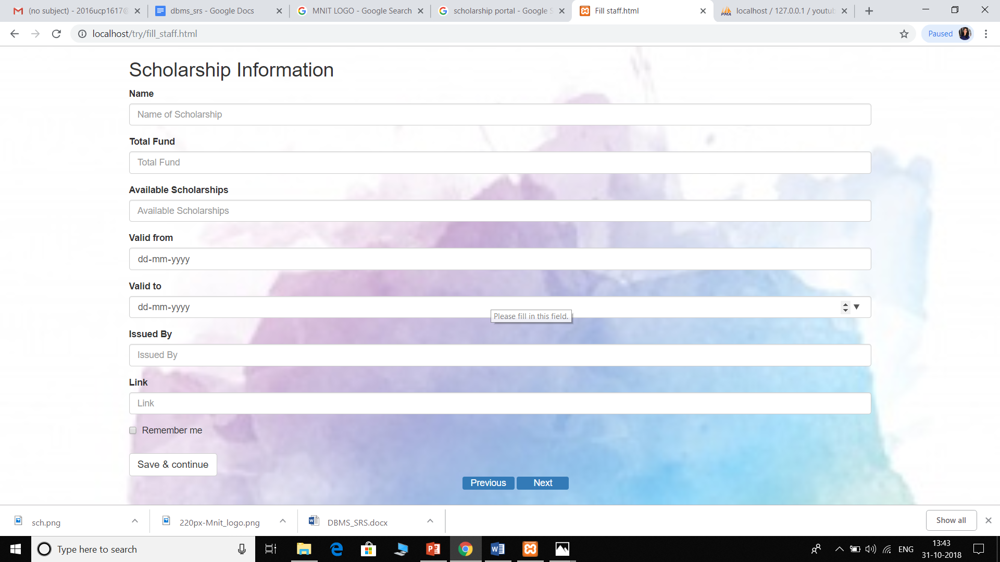 (no subject) - 2016ucp1617@
dbms_srs - Google Docs
MNIT LOGO - Google Search
scholarship portal - Google S
Fill staff.html
localhost / 127.0.0.1 / youtub
localhost/try/fill_staff.html
Paused
Scholarship Information
Name
Name of Scholarship
Total Fund
Total Fund
Available Scholarships
Available Scholarships
Valid from
dd-mm-yyyy
Valid to
dd-mm-yyyy
Please fill in this field.
Issued By
Issued By
Link
Link
Remember me
Save & continue
Previous
Next
sch.png
220px-Mnit_logo.png
DBMS_SRS.docx
Show all
Type here to search
ENG
13:43
31-10-2018